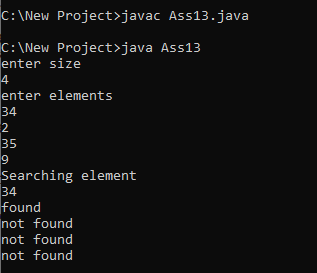 C:\New Project>javac Ass13.java
C:\New Project>java Ass13
enter size
4
enter elements
34
2
35
9
Searching element
34
found
not found
not found
not found